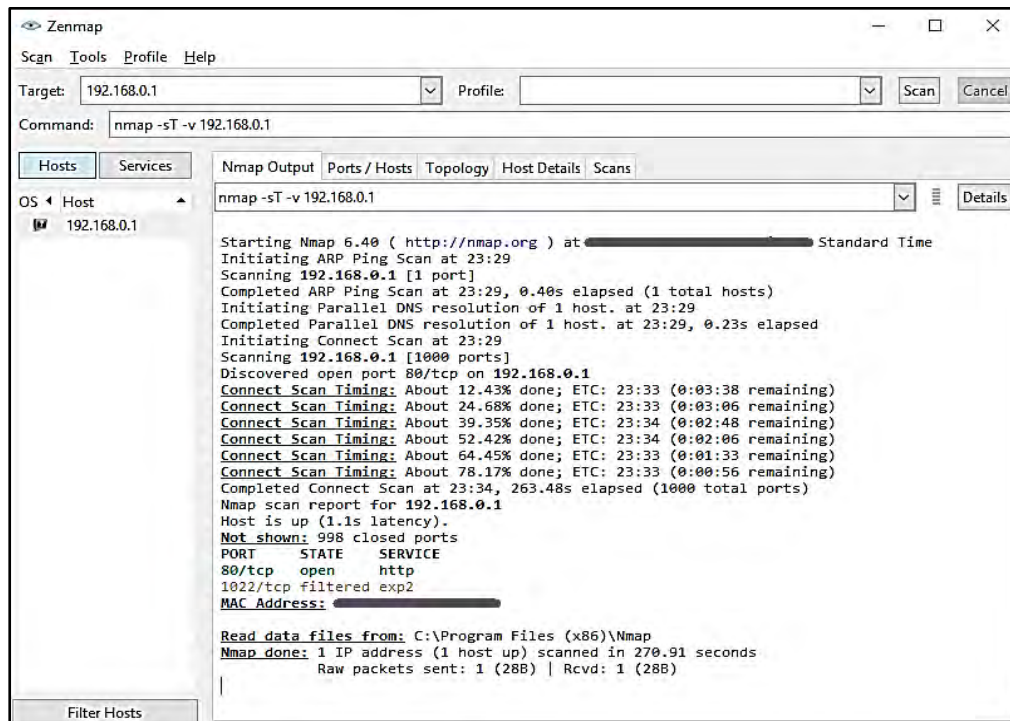 Zenmap
Scan Tools Profile Help
Target: 192.168.0.1 Profile: Scan Cancel
Command: nmap -sT -v 192.168.0.1
Hosts Services
Nmap Output Ports / Hosts Topology Host Details Scans
OS Host
nmap -sT -v 192.168.0.1 Details
192.168.0.1
Starting Nmap 6.40 ( http://nmap.org ) at Standard Time
Initiating ARP Ping Scan at 23:29
Scanning 192.168.0.1 [1 port]
Completed ARP Ping Scan at 23:29, 0.40s elapsed (1 total hosts)
Initiating Parallel DNS resolution of 1 host. at 23:29
Completed Parallel DNS resolution of 1 host. at 23:29, 0.23s elapsed
Initiating Connect Scan at 23:29
Scanning 192.168.0.1 [1000 ports]
Discovered open port 80/tcp on 192.168.0.1
Connect Scan Timing: About 12.43% done; ETC: 23:33 (0:03:38 remaining)
Connect Scan Timing: About 24.68% done; ETC: 23:33 (0:03:06 remaining)
Connect Scan Timing: About 39.35% done; ETC: 23:34 (0:02:48 remaining)
Connect Scan Timing: About 52.42% done; ETC: 23:34 (0:02:06 remaining)
Connect Scan Timing: About 64.45% done; ETC: 23:33 (0:01:33 remaining)
Connect Scan Timing: About 78.17% done; ETC: 23:33 (0:00:56 remaining)
Completed Connect Scan at 23:34, 263.48s elapsed (1000 total ports)
Nmap scan report for 192.168.0.1
Host is up (1.1s latency).
Not shown: 998 closed ports
PORT STATE SERVICE
80/tcp open http
1022/tcp filtered exp2
MAC Address:
Read data files from: C:\Program Files (x86)\Nmap
Nmap done: 1 IP address (1 host up) scanned in 270.91 seconds
Raw packets sent: 1 (28B) | Rcvd: 1 (28B)
Filter Hosts